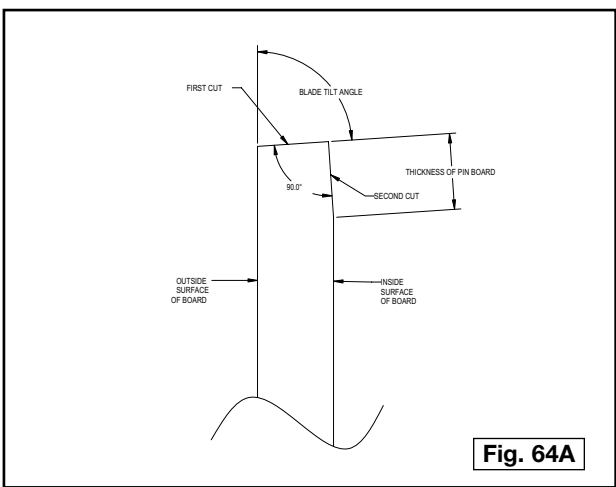 FIRST CUT
BLADE TILT ANGLE
THICKNESS OF PIN BOARD
90.0°
SECOND CUT
OUTSIDE
SURFACE
OF BOARD
INSIDE
SURFACE
OF BOARD
Fig. 64A